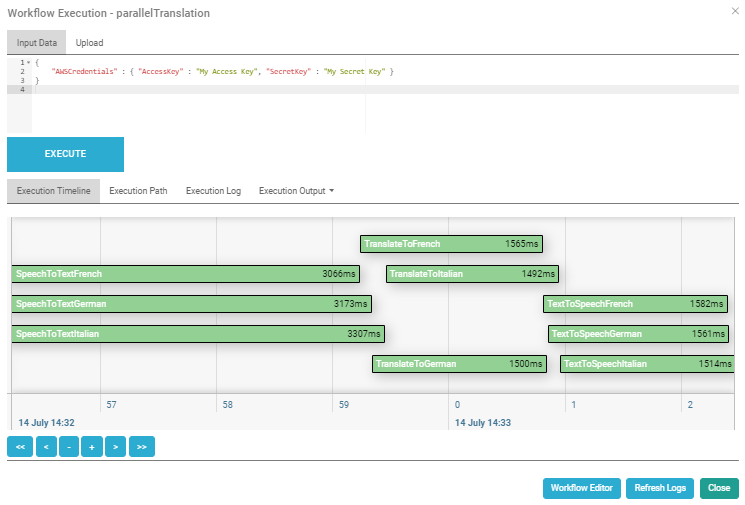 Workflow Execution - parallelTranslation ×
Input Data Upload
1 {
2 "AWSCredentials" : { "AccessKey" : "My Access Key", "SecretKey" : "My Secret Key" }
3 }
4
EXECUTE
Execution Timeline Execution Path Execution Log Execution Output
TranslateToFrench 1565ms
SpeechToTextFrench 3066ms TranslateToItalian 1492ms
SpeechToTextGerman 3173ms TextToSpeechFrench 1582ms
SpeechToTextItalian 3307ms TextToSpeechGerman 1561ms
TranslateToGerman 1500ms TextToSpeechItalian 1514ms
57 58 59 0 1 2
14 July 14:32 14 July 14:33
<< < - + > >>
Workflow Editor Refresh Logs Close